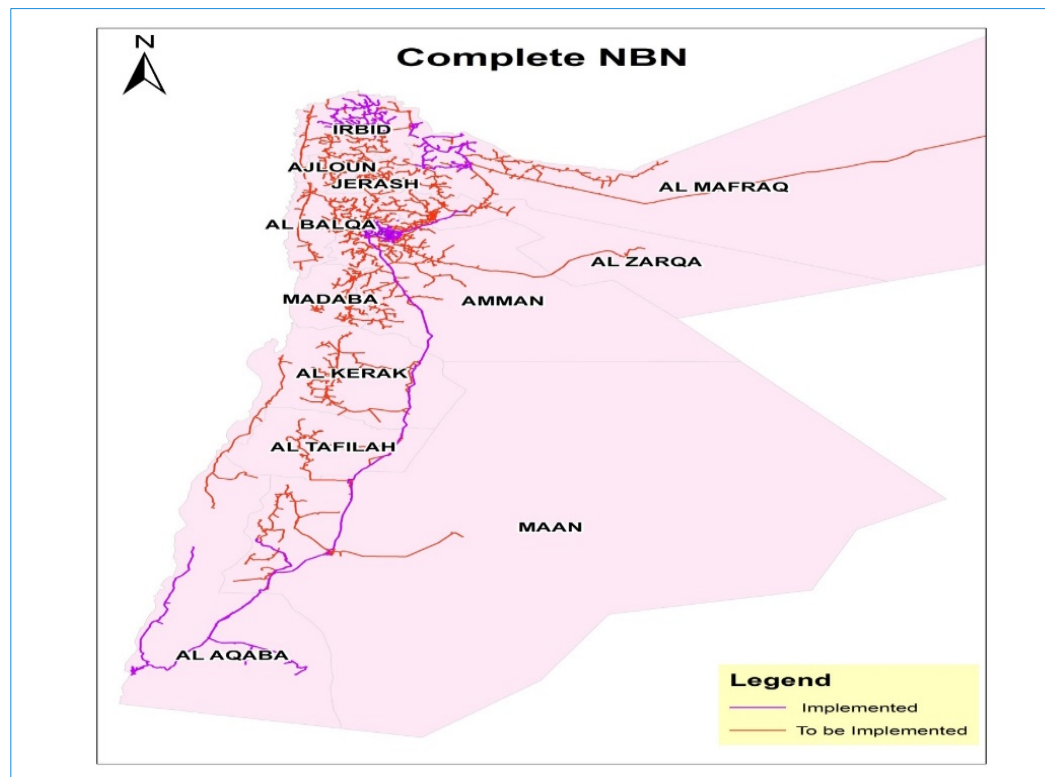 N
Complete NBN
IRBID
AJLOUN
JERASH
AL MAFRAQ
AL BALQA
AL ZARQA
MADABA
AMMAN
AL KERAK
AL TAFILAH
MAAN
AL AQABA
Legend
Implemented
To be Implemented